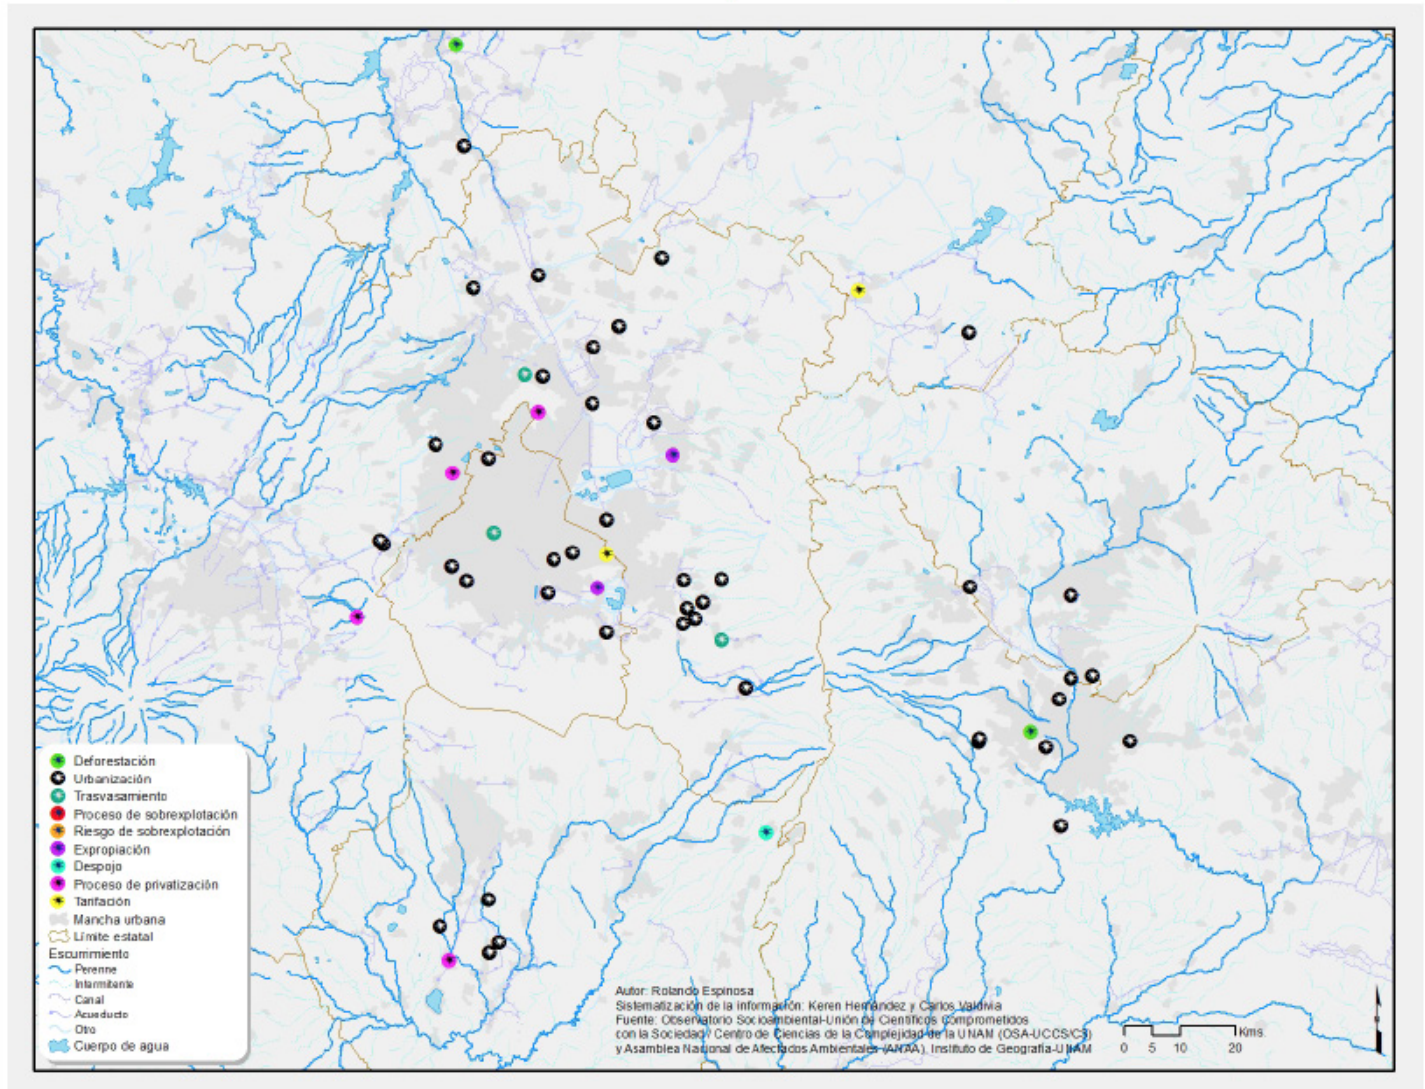 Deforestación
Urbanización
Trasvasamiento
Proceso de sobrexplotación
Riesgo de sobrexplotación
Expropiación
Despojo
Proceso de privatización
Tarifación
Mancha urbana
Límite estatal
Escurrimiento
Perenne
Intermitente
Canal
Acueducto
Otro
Cuerpo de agua
Autor: Rolando Espinosa
Sistematización de la información: Keren Hernández y Carlos Valdivia
Fuente: Observatorio Socioambiental-Unión de Científicos Comprometidos
con la Sociedad / Centro de Ciencias de la Complejidad de la UNAM (OSA-UCCS/C3)
y Asamblea Nacional de Afectados Ambientales (ANAA). Instituto de Geografía-UNAM
Kms.
0 5 10 20